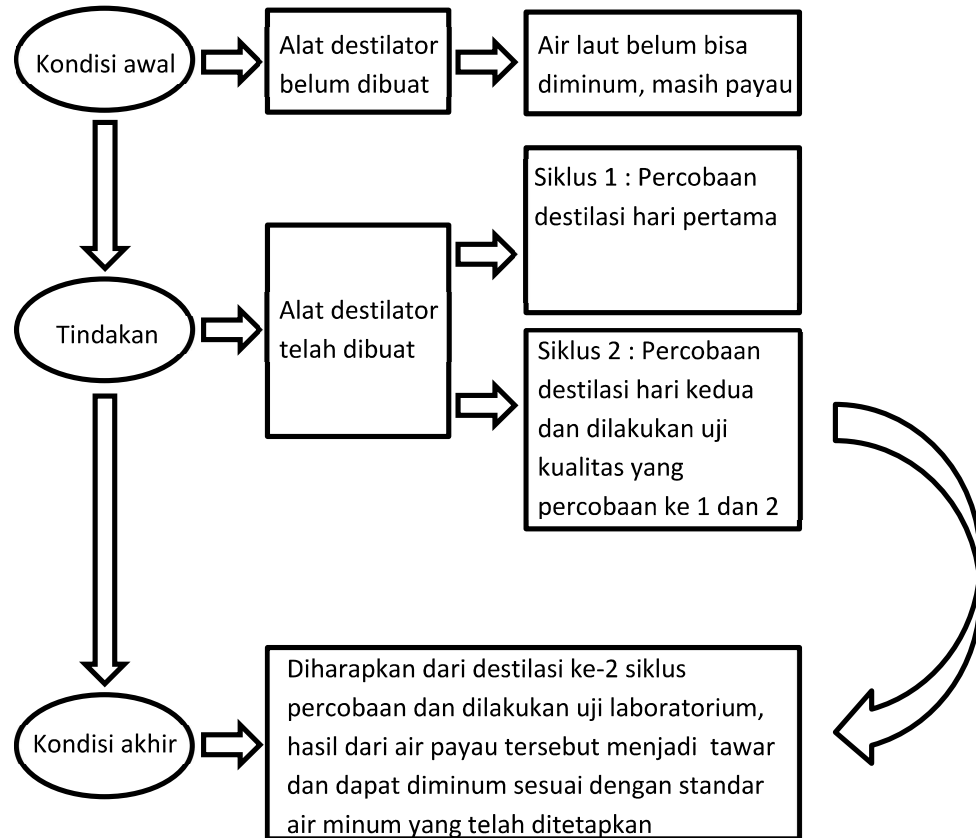 Kondisi awal
Alat destilator
belum dibuat
Air laut belum bisa
diminum, masih payau
Siklus 1 : Percobaan
destilasi hari pertama
Tindakan
Alat destilator
telah dibuat
Siklus 2 : Percobaan
destilasi hari kedua
dan dilakukan uji
kualitas yang
percobaan ke 1 dan 2
Kondisi akhir
Diharapkan dari destilasi ke-2 siklus
percobaan dan dilakukan uji laboratorium,
hasil dari air payau tersebut menjadi tawar
dan dapat diminum sesuai dengan standar
air minum yang telah ditetapkan